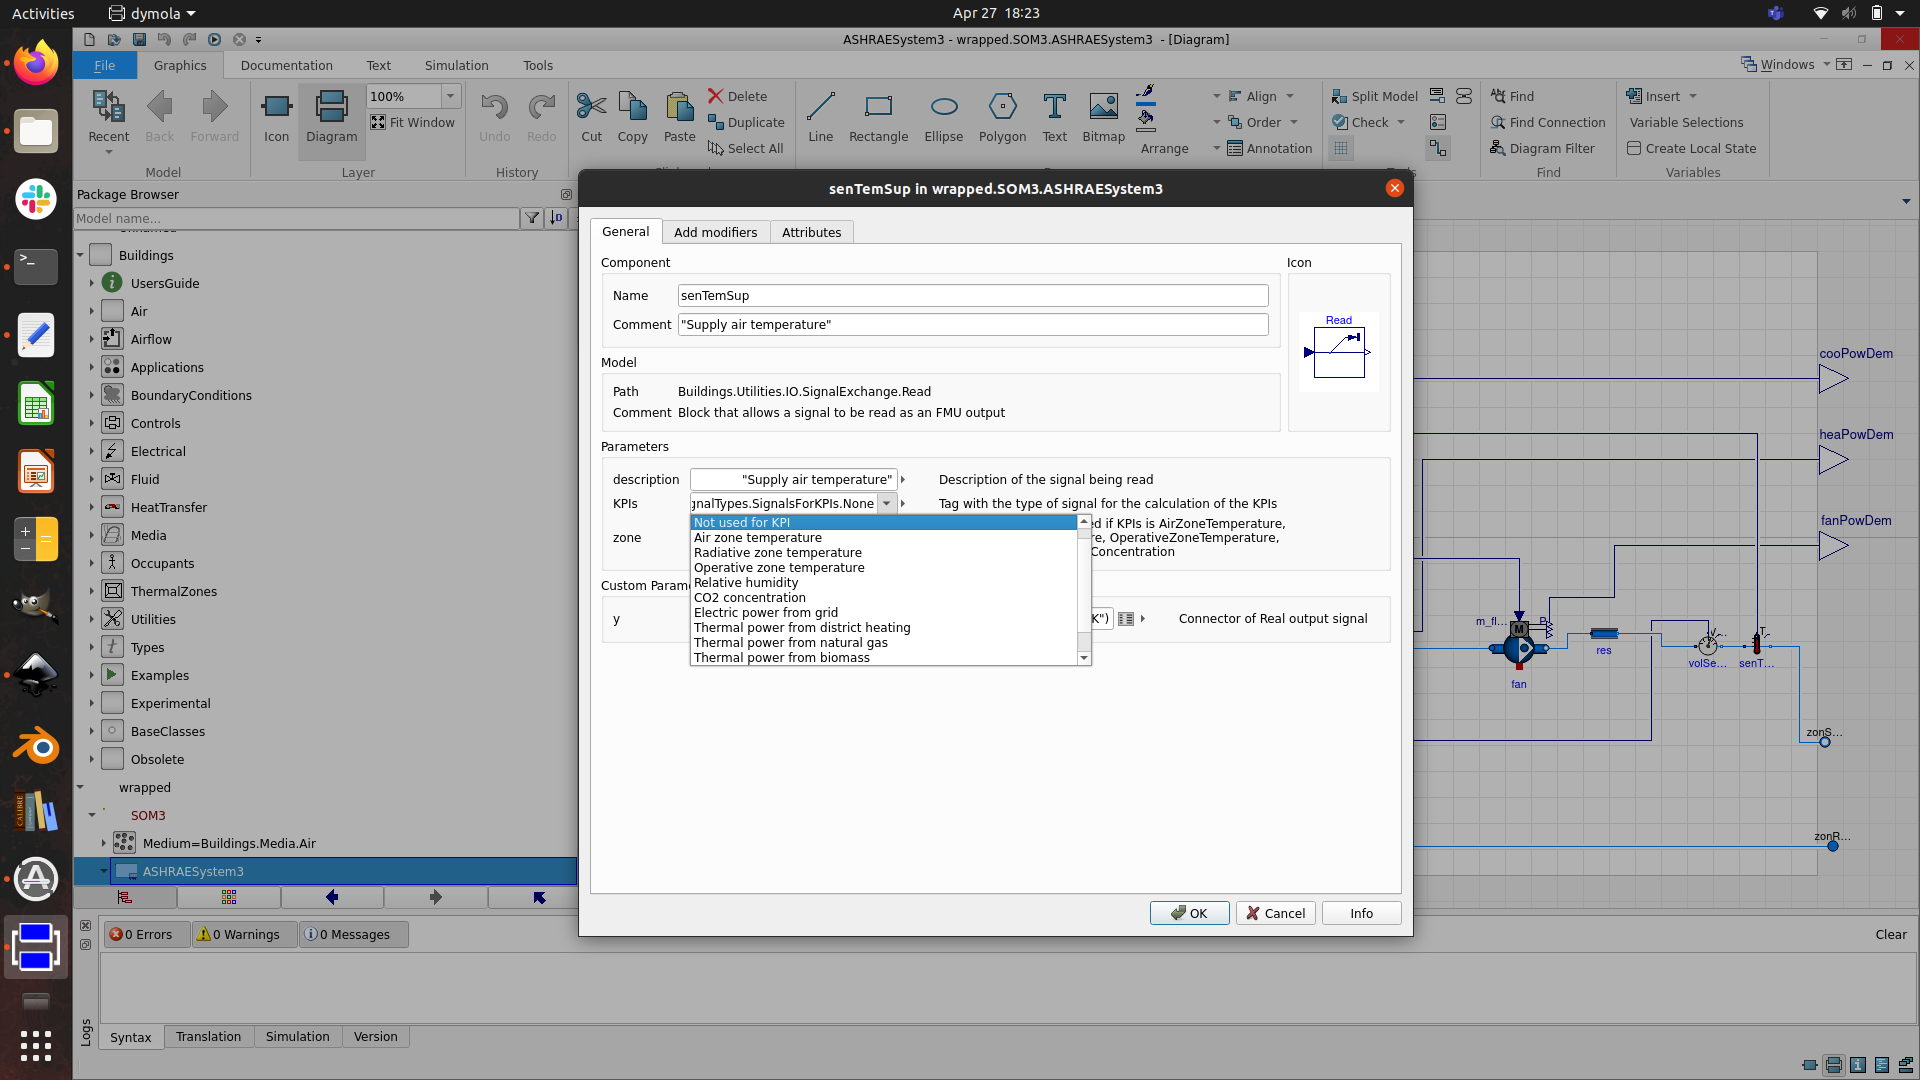 Activities
dymola
Apr 27 18:23
ASHRAESystem3 - wrapped.SOM3.ASHRAESystem3 - [Diagram]
File
Graphics
Documentation
Text
Simulation
Tools
Windows
Recent
Back
Forward
Icon
Diagram
100%
Fit Window
Undo
Redo
Cut
Copy
Paste
Delete
Duplicate
Select All
Line
Rectangle
Ellipse
Polygon
Text
Bitmap
Arrange
Align
Order
Annotation
Split Model
Check
Find
Find Connection
Diagram Filter
Insert
Variable Selections
Create Local State
Model
Layer
History
Find
Variables
Package Browser
Model name...
Buildings
UsersGuide
Air
Airflow
Applications
BoundaryConditions
Controls
Electrical
Fluid
HeatTransfer
Media
Occupants
ThermalZones
Utilities
Types
Examples
Experimental
BaseClasses
Obsolete
wrapped
SOM3
Medium=Buildings.Media.Air
ASHRAESystem3
senTemSup in wrapped.SOM3.ASHRAESystem3
General
Add modifiers
Attributes
Component
Icon
Name
senTemSup
Comment
"Supply air temperature"
Read
Model
Path
Buildings.Utilities.IO.SignalExchange.Read
Comment
Block that allows a signal to be read as an FMU output
Parameters
description
"Supply air temperature"
Description of the signal being read
KPIs
gnalTypes.SignalsForKPIs.None
Tag with the type of signal for the calculation of the KPIs
zone
d if KPIs is AirZoneTemperature,
re, OperativeZoneTemperature,
Concentration
Not used for KPI
Air zone temperature
Radiative zone temperature
Operative zone temperature
Relative humidity
CO2 concentration
Electric power from grid
Thermal power from district heating
Thermal power from natural gas
Thermal power from biomass
Custom Parame
y
K")
Connector of Real output signal
OK
Cancel
Info
cooPowDem
heaPowDem
fanPowDem
m_fl...
M
P
fan
res
V
volSe...
T
senT...
zonS...
zonR...
0 Errors
0 Warnings
0 Messages
Clear
Logs
Syntax
Translation
Simulation
Version
CALIBRE